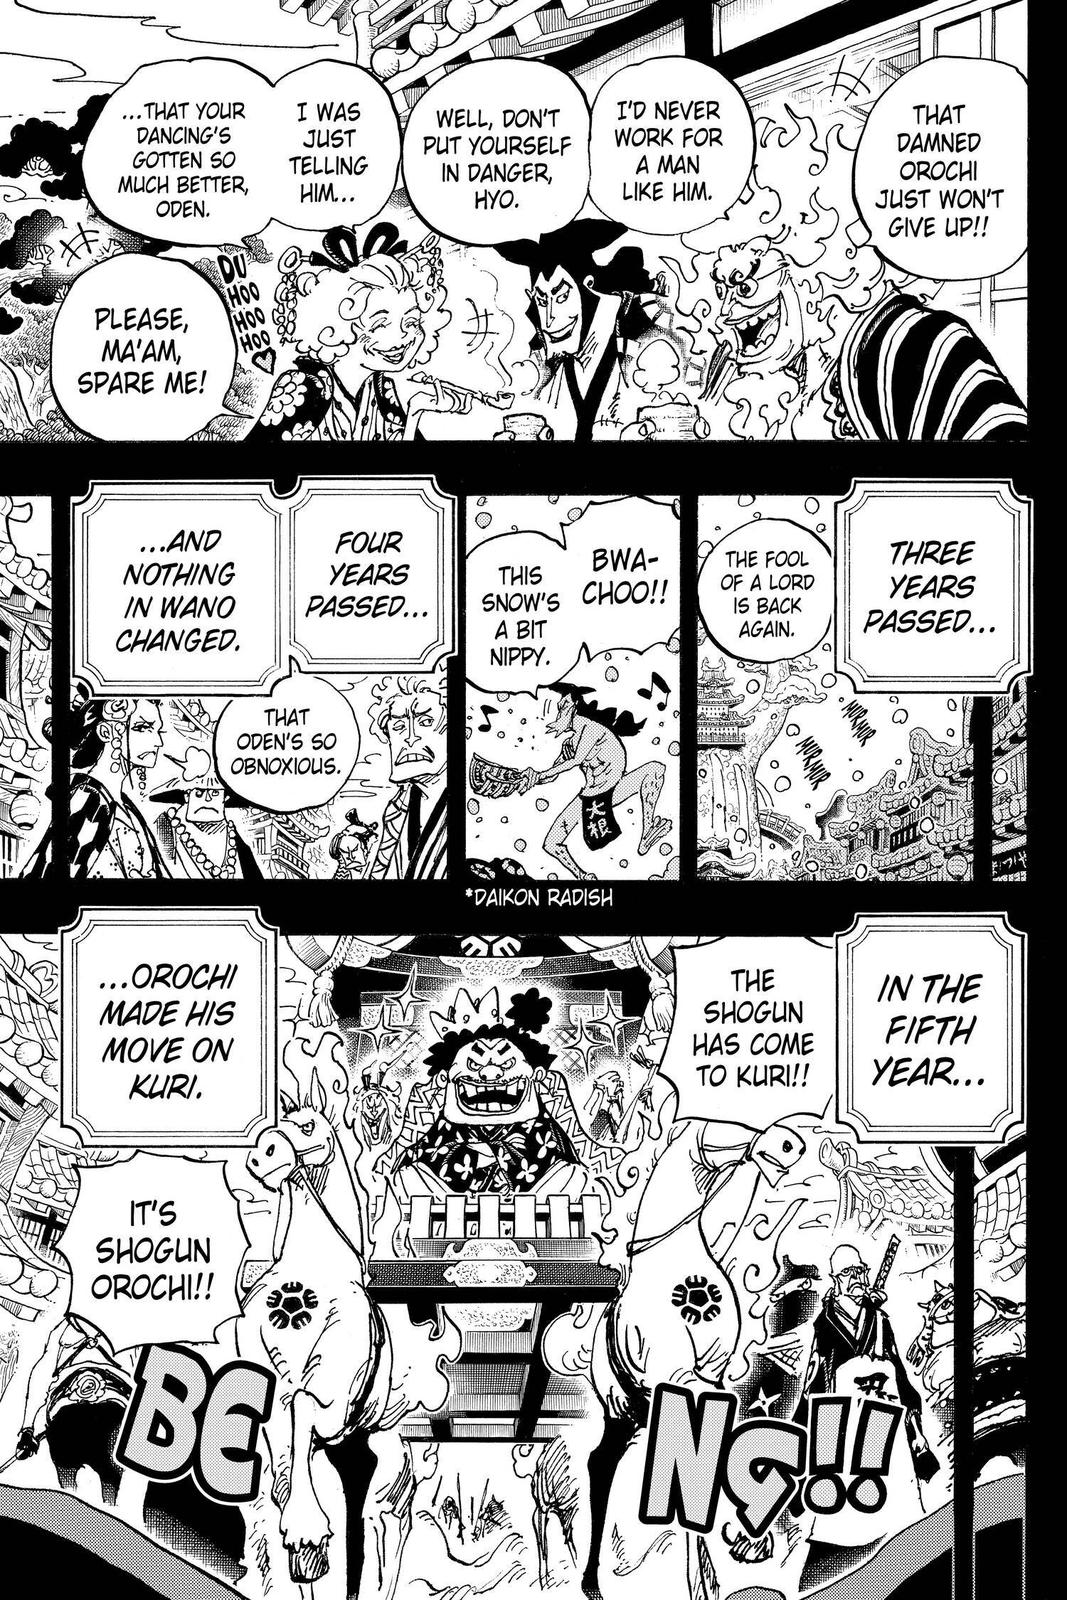 THAT
DAMNED
OROCHI
JUST WON'T
GIVE UP!!
I'D NEVER
WORK FOR
A MAN
LIKE HIM.
WELL, DON'T
PUT YOURSELF
IN DANGER,
HYO.
I WAS
JUST
TELLING
HIM...
...THAT YOUR
DANCING'S
GOTTEN SO
MUCH BETTER,
ODEN.
DU
HOO
HOO
HOO
PLEASE,
MA'AM,
SPARE ME!
THREE
YEARS
PASSED...
THE FOOL
OF A LORD
IS BACK
AGAIN.
MRMR
MRMR
BWA-
CHOO!!
THIS
SNOW'S
A BIT
NIPPY.
大根
*DAIKON RADISH
FOUR
YEARS
PASSED...
...AND
NOTHING
IN WANO
CHANGED.
THAT
ODEN'S SO
OBNOXIOUS.
IN THE
FIFTH
YEAR...
THE
SHOGUN
HAS COME
TO KURI!!
...OROCHI
MADE HIS
MOVE ON
KURI.
IT'S
SHOGUN
OROCHI!!
BE
NG!!